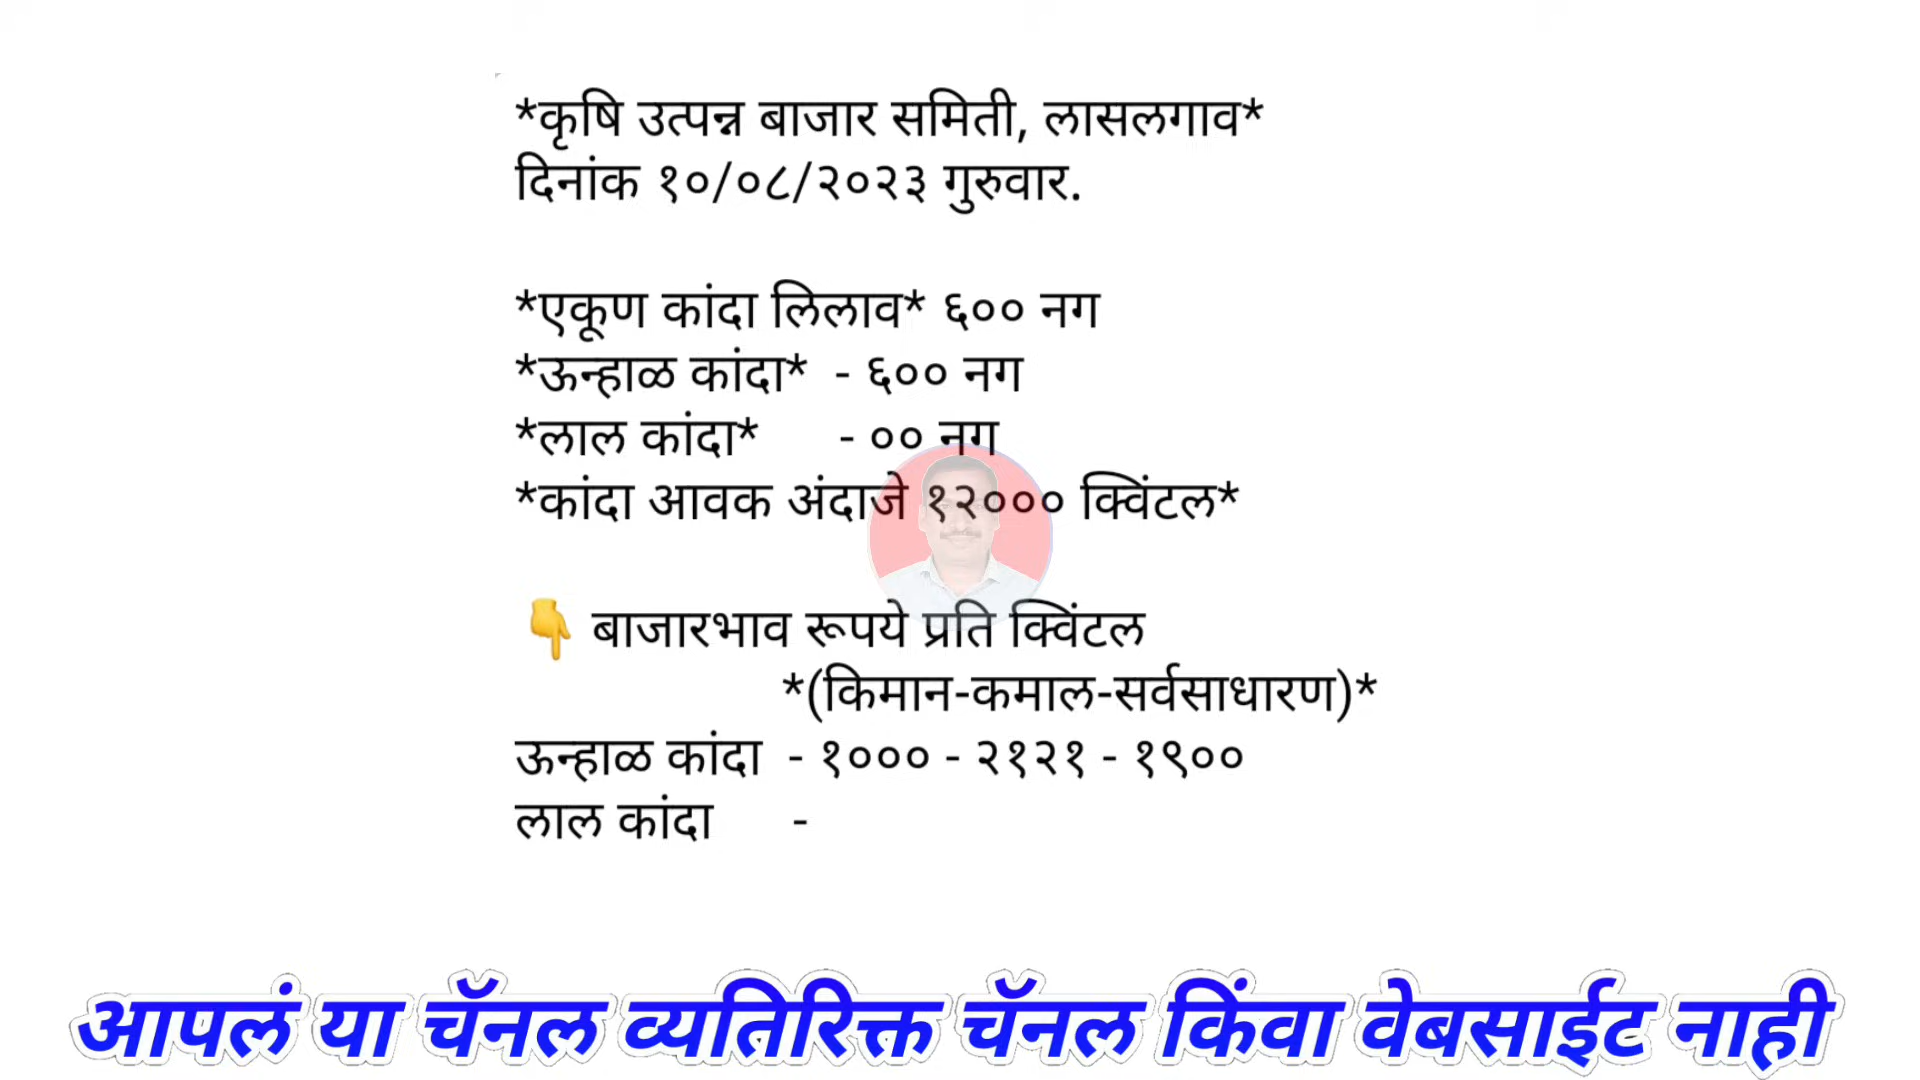 *कृषि उत्पन्न बाजार समिती, लासलगाव*
दिनांक १०/०८/२०२३ गुरुवार.
*एकूण कांदा लिलाव* ६०० नग
*ऊन्हाळ कांदा*  - ६०० नग
*लाल कांदा*      - ०० नग
*कांदा आवक अंदाजे १२००० क्विंटल*
👇 बाजारभाव रूपये प्रति क्विंटल
*(किमान-कमाल-सर्वसाधारण)*
ऊन्हाळ कांदा  - १००० - २१२१ - १९००
लाल कांदा      -
आपलं या चॅनल व्यतिरिक्त चॅनल किंवा वेबसाईट नाही